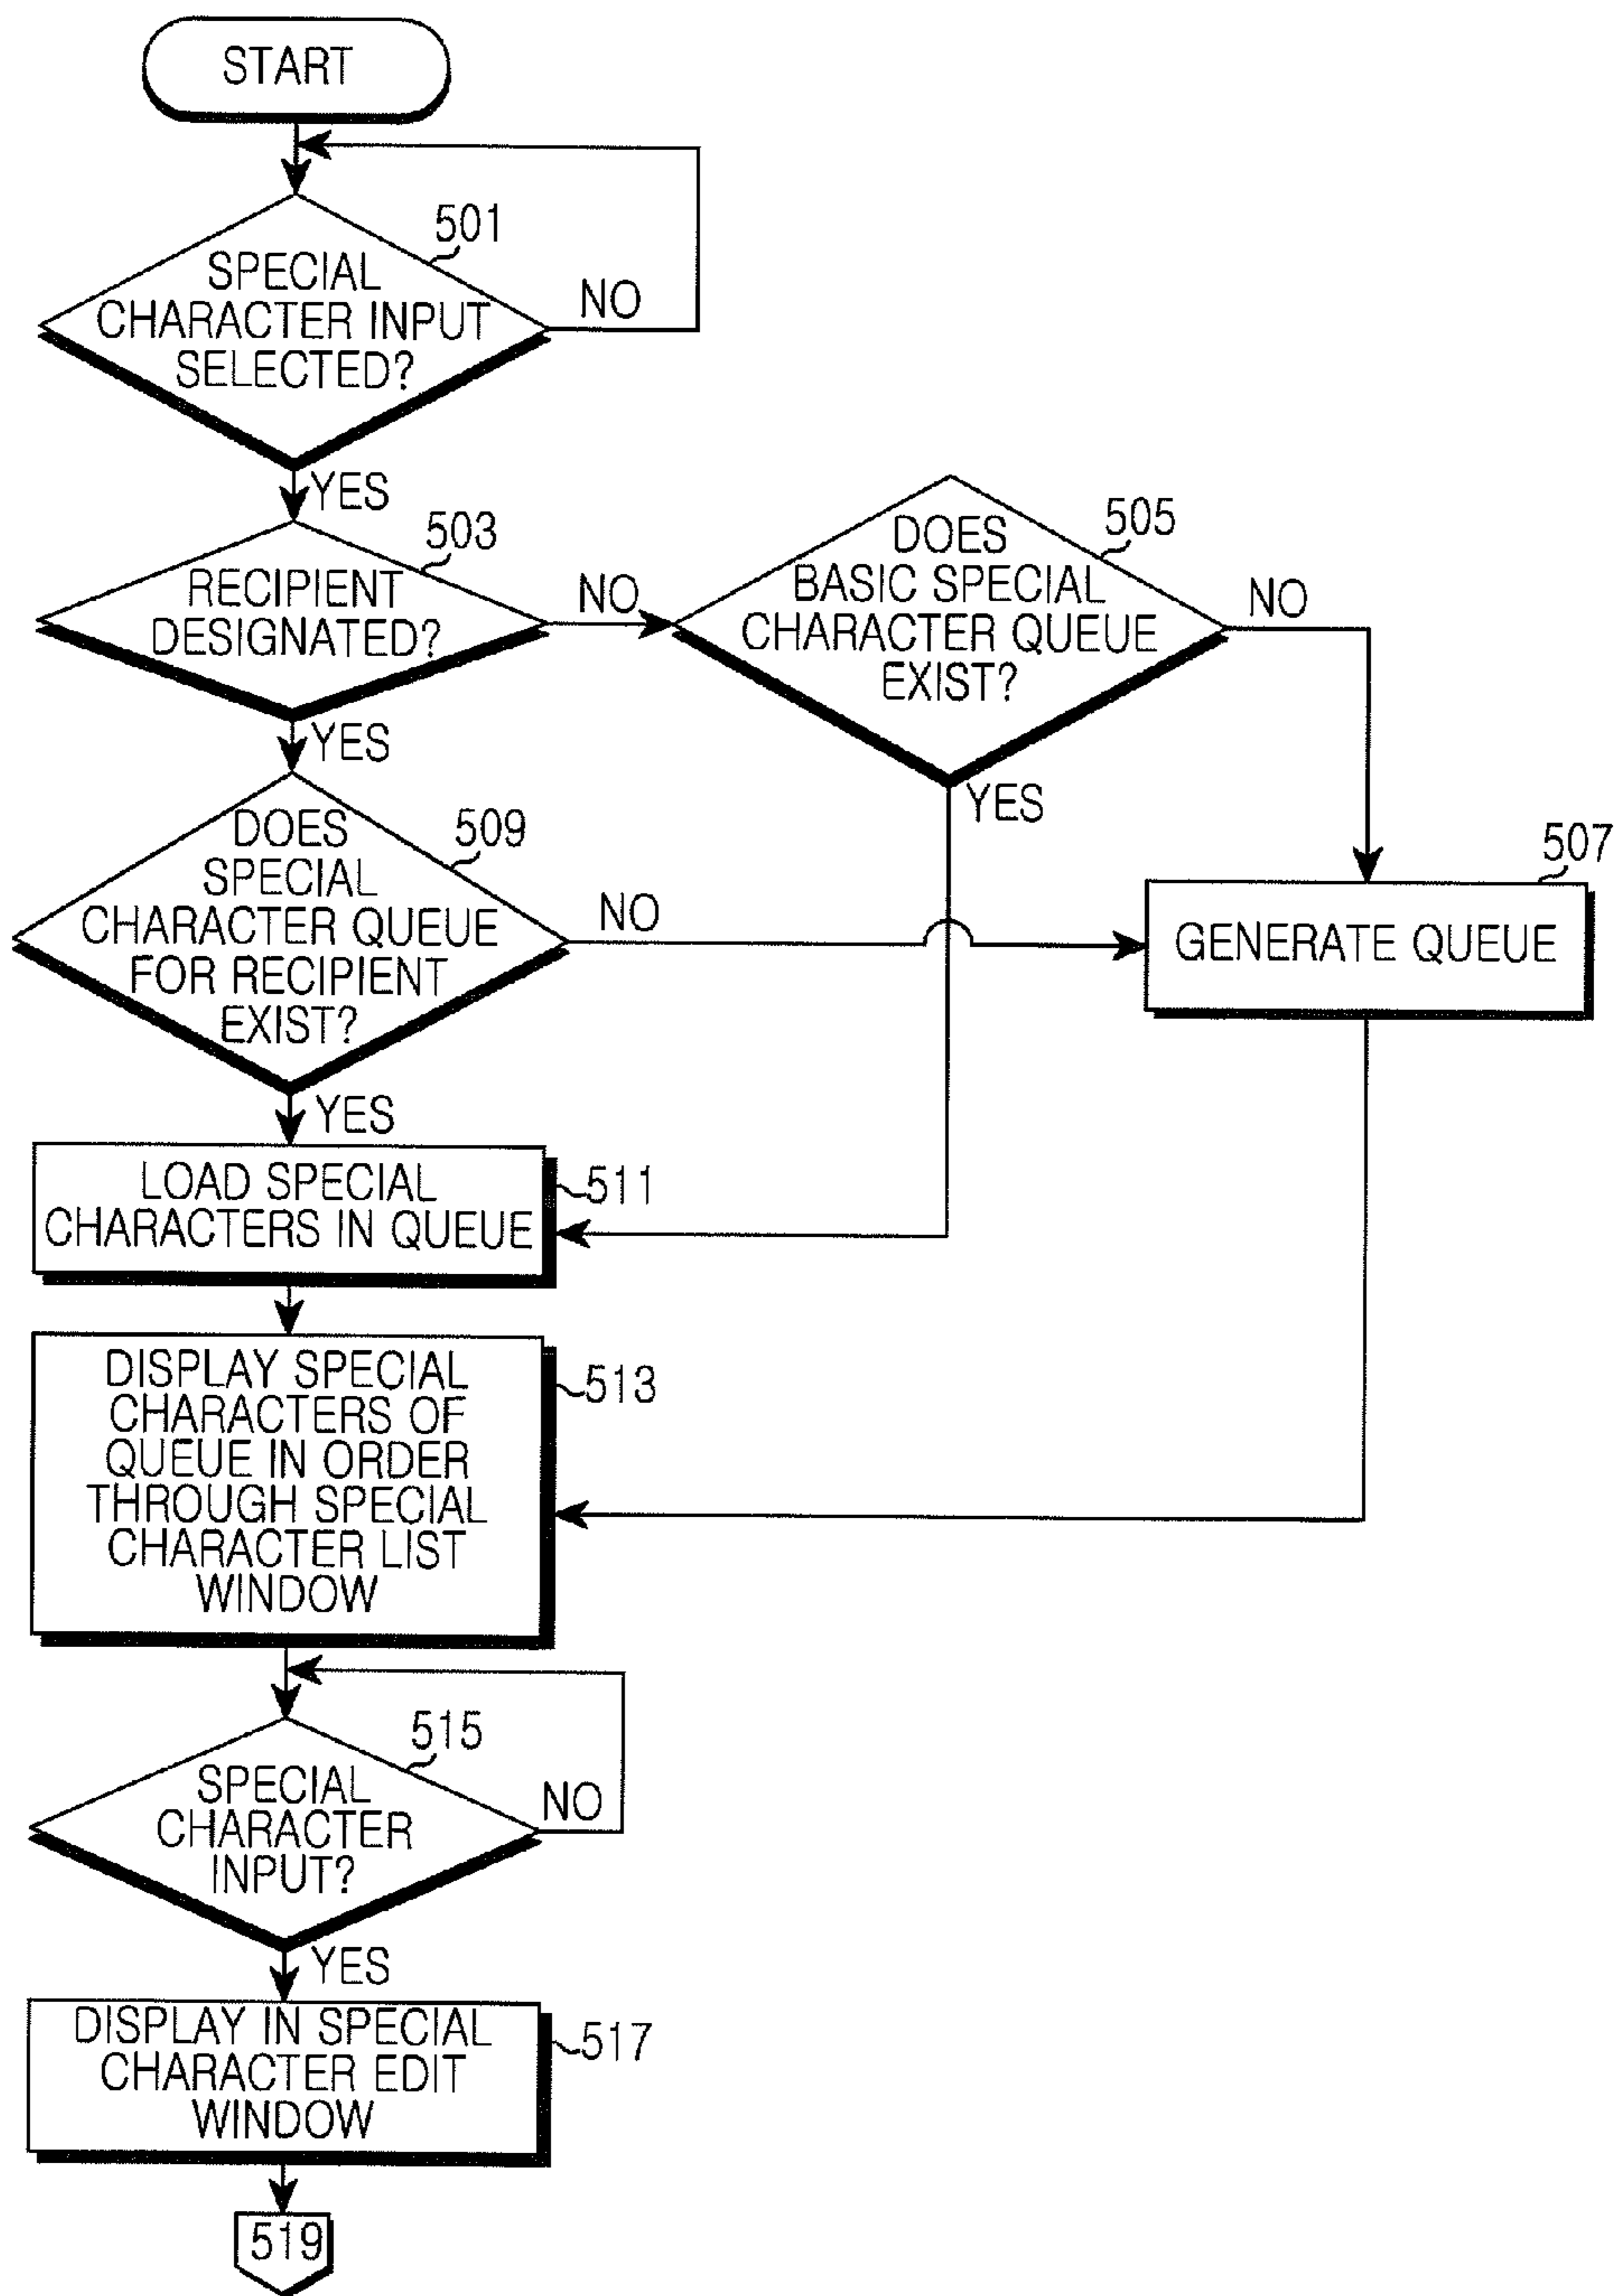 START
501
SPECIAL
CHARACTER INPUT
SELECTED?
NO
YES
503
RECIPIENT
DESIGNATED?
NO
505
DOES
BASIC SPECIAL
CHARACTER QUEUE
EXIST?
NO
YES
YES
509
DOES
SPECIAL
CHARACTER QUEUE
FOR RECIPIENT
EXIST?
NO
507
GENERATE QUEUE
YES
LOAD SPECIAL
CHARACTERS IN QUEUE
511
DISPLAY SPECIAL
CHARACTERS OF
QUEUE IN ORDER
THROUGH SPECIAL
CHARACTER LIST
WINDOW
513
515
SPECIAL
CHARACTER
INPUT?
NO
YES
DISPLAY IN SPECIAL
CHARACTER EDIT
WINDOW
517
519